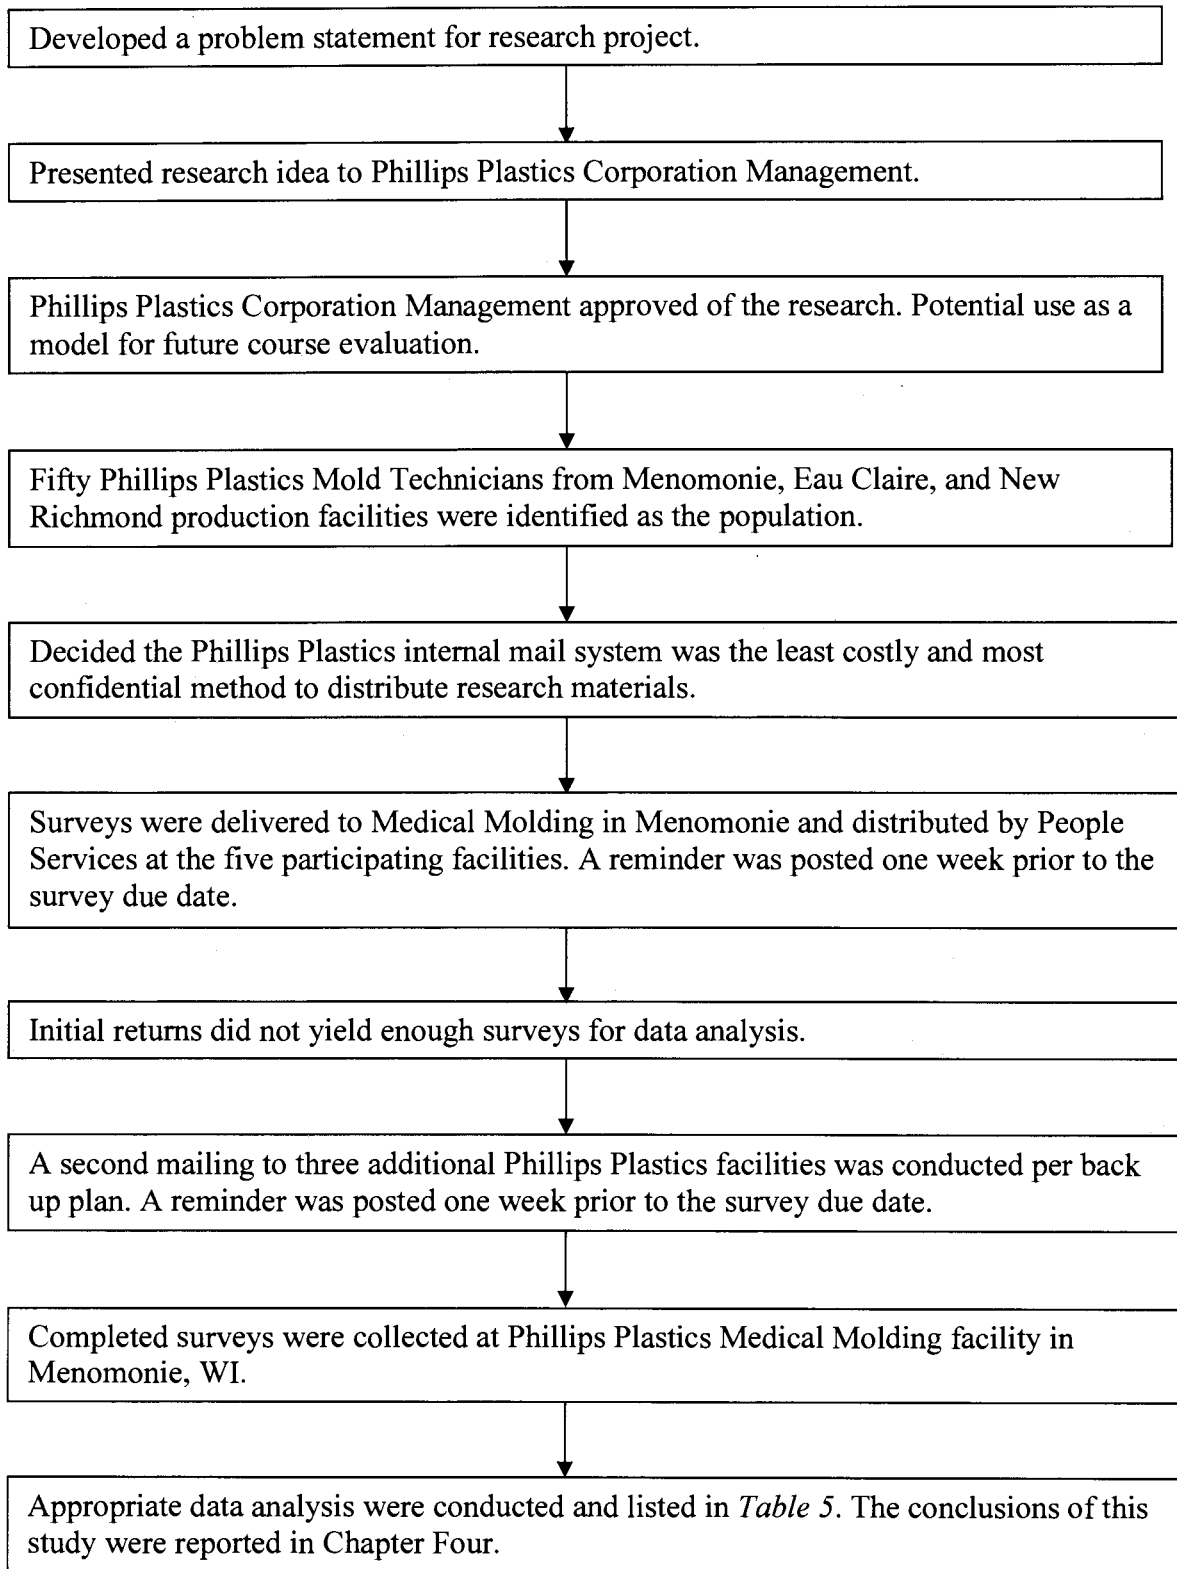 Developed a problem statement for research project.
Presented research idea to Phillips Plastics Corporation Management.
Phillips Plastics Corporation Management approved of the research. Potential use as a
model for future course evaluation.
Fifty Phillips Plastics Mold Technicians from Menomonie, Eau Claire, and New
Richmond production facilities were identified as the population.
Decided the Phillips Plastics internal mail system was the least costly and most
confidential method to distribute research materials.
Surveys were delivered to Medical Molding in Menomonie and distributed by People
Services at the five participating facilities. A reminder was posted one week prior to the
survey due date.
Initial returns did not yield enough surveys for data analysis.
A second mailing to three additional Phillips Plastics facilities was conducted per back
up plan. A reminder was posted one week prior to the survey due date.
Completed surveys were collected at Phillips Plastics Medical Molding facility in
Menomonie, WI.
Appropriate data analysis were conducted and listed in Table 5. The conclusions of this
study were reported in Chapter Four.